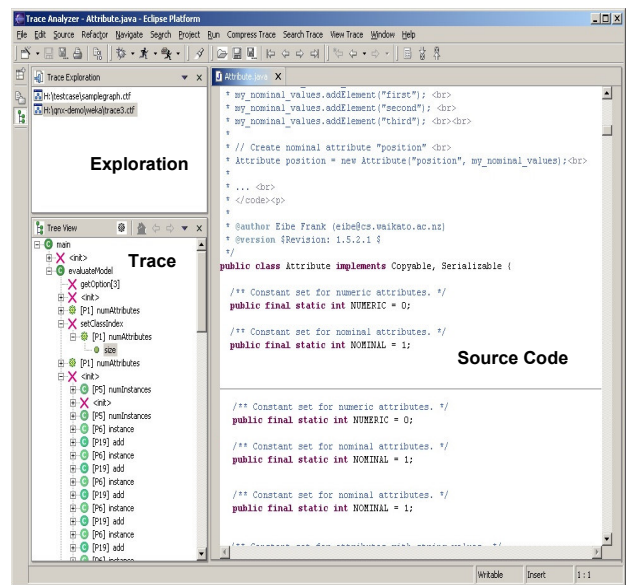 Trace Analyzer - Attribute.java - Eclipse Platform
File Edit Source Refactor Navigate Search Project Run Compress Trace Search Trace View Trace Window Help
Trace Exploration
H:\testcase\samplegraph.ctf
H:\qnx-demo\weka\trace3.ctf
Exploration
Tree View
Trace
main
<init>
evaluateModel
getOption[3]
<init>
[P1] numAttributes
setClassIndex
[P1] numAttributes
size
[P1] numAttributes
<init>
[P5] numInstances
<init>
[P5] numInstances
[P6] instance
[P19] add
[P6] instance
[P19] add
[P6] instance
[P19] add
[P6] instance
[P19] add
[P6] instance
[P19] add
[P6] instance
Attribute.java X
* my_nominal_values.addElement("first"); <br>
* my_nominal_values.addElement("second"); <br>
* my_nominal_values.addElement("third"); <br><br>
*
* // Create nominal attribute "position" <br>
* Attribute position = new Attribute("position", my_nominal_values);<br>
*
* ... <br>
* </code><p>
*
* @author Eibe Frank (eibe@cs.waikato.ac.nz)
* @version $Revision: 1.5.2.1 $
*/
public class Attribute implements Copyable, Serializable {
/** Constant set for numeric attributes. */
public final static int NUMERIC = 0;
/** Constant set for nominal attributes. */
public final static int NOMINAL = 1;
Source Code
/** Constant set for numeric attributes. */
public final static int NUMERIC = 0;
/** Constant set for nominal attributes. */
public final static int NOMINAL = 1;
/** Constant set for nominal attributes. */
public final static int NOMINAL = 1;
/** Constant set for attributes with string values. */
Writable Insert 1 : 1